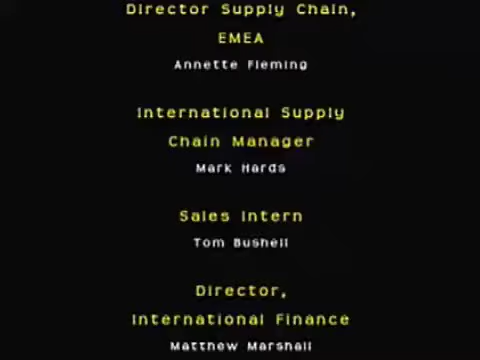 Director Supply Chain,
EMEA
Annette Fleming
International Supply
Chain Manager
Mark Hards
Sales Intern
Tom Bushell
Director,
International Finance
Matthew Marshall